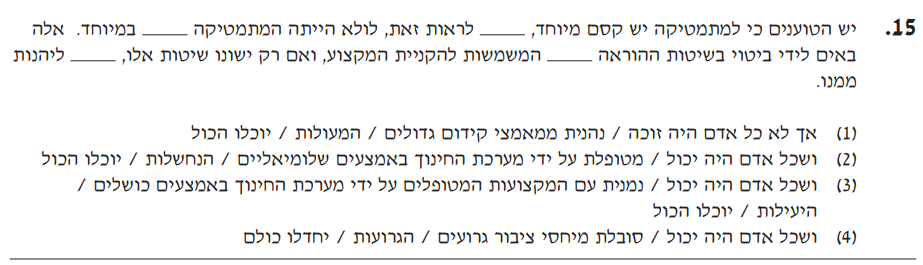 15. יש הטוענים כי למתמטיקה יש קסם מיוחד, _____ לראות זאת, לולא הייתה המתמטיקה _____ במיוחד. אלה
באים לידי ביטוי בשיטות ההוראה _____ המשמשות להקניית המקצוע, ואם רק ישונו שיטות אלו, _____ ליהנות
ממנו.
(1) אך לא כל אדם היה זוכה / נהנית ממאמצי קידום גדולים / המעולות / יוכלו הכול
(2) ושכל אדם היה יכול / מטופלת על ידי מערכת החינוך באמצעים שלומיאליים / הנחשלות / יוכלו הכול
(3) ושכל אדם היה יכול / נמנית עם המקצועות המטופלים על ידי מערכת החינוך באמצעים כושלים /
היעילות / יוכלו הכול
(4) ושכל אדם היה יכול / סובלת מיחסי ציבור גרועים / הגרועות / יחדלו כולם